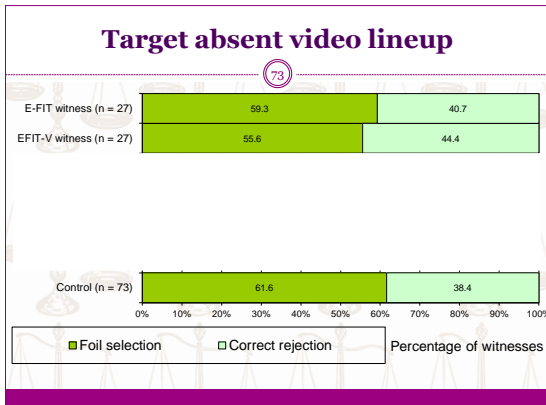 Target absent video lineup
73
E-FIT witness (n = 27)
59.3
40.7
EFIT-V witness (n = 27)
55.6
44.4
Control (n = 73)
61.6
38.4
0% 10% 20% 30% 40% 50% 60% 70% 80% 90% 100%
Foil selection Correct rejection Percentage of witnesses